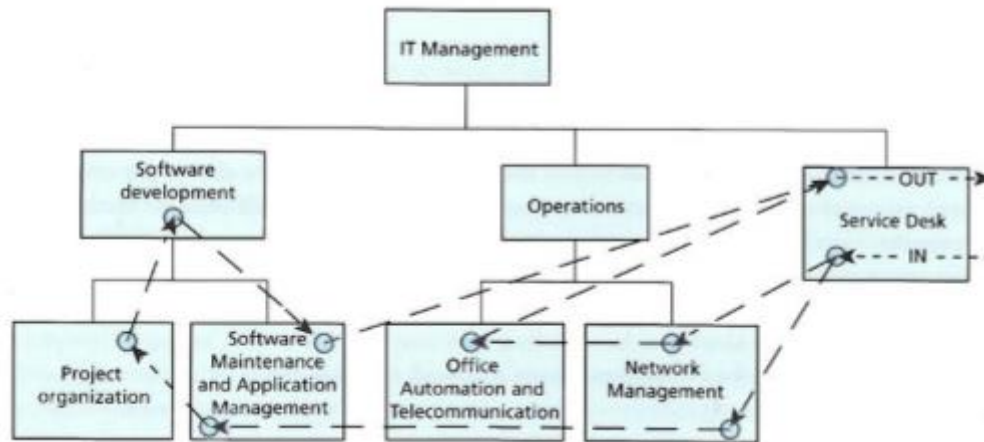 IT Management
Software
development
Operations
OUT
Service Desk
IN
Project
organization
Software
Maintenance
and Application
Management
Office
Automation and
Telecommunication
Network
Management